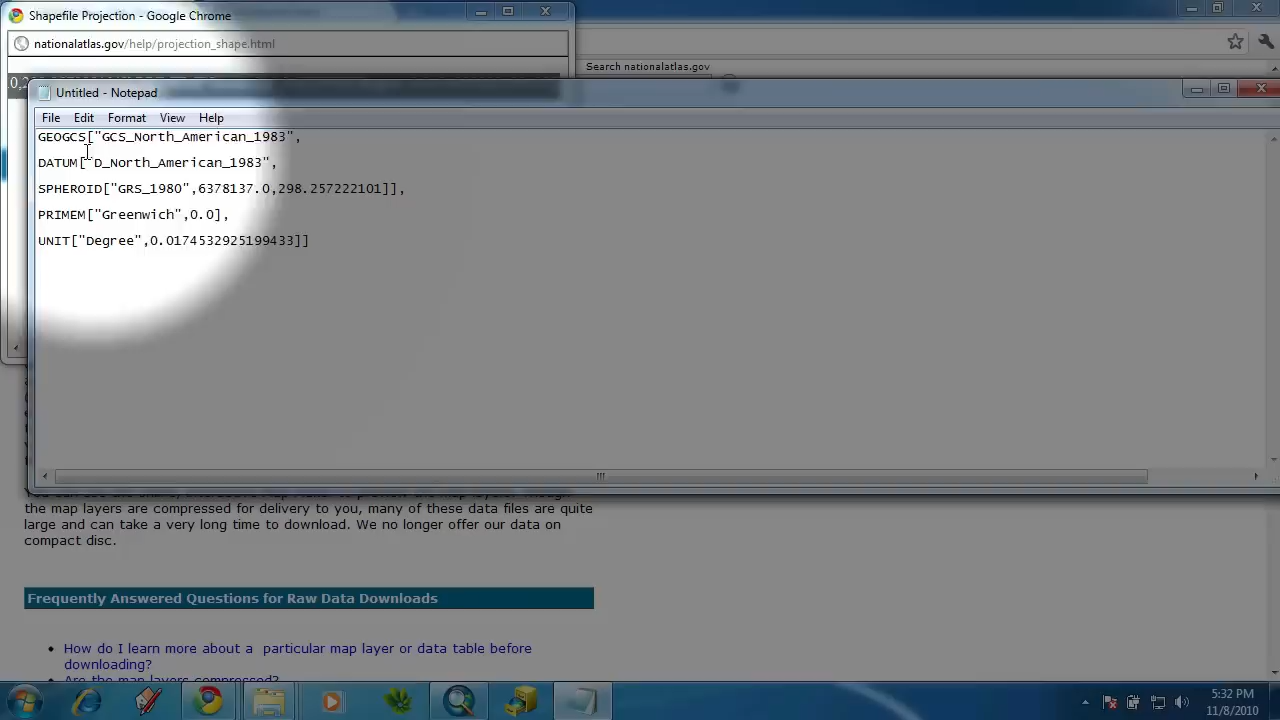 Shapefile Projection - Google Chrome
nationalatlas.gov/help/projection_shape.html
Search nationalatlas.gov
Untitled - Notepad
File Edit Format View Help
GEOGCS["GCS_North_American_1983",
DATUM["D_North_American_1983",
SPHEROID["GRS_1980",6378137.0,298.257222101]],
PRIMEM["Greenwich",0.0],
UNIT["Degree",0.0174532925199433]]
the map layers are compressed for delivery to you, many of these data files are quite
large and can take a very long time to download. We no longer offer our data on
compact disc.
Frequently Answered Questions for Raw Data Downloads
How do I learn more about a particular map layer or data table before
downloading?
Are the map layers compressed?
5:32 PM
11/8/2010